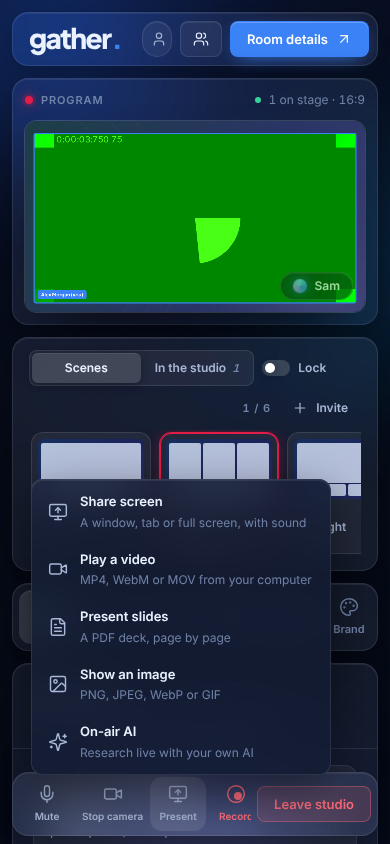 gather.
Room details
PROGRAM
1 on stage · 16:9
0:00:03:750 75
Sam
Scenes
In the studio 1
Lock
1 / 6
Invite
ght
Share screen
A window, tab or full screen, with sound
Play a video
MP4, WebM or MOV from your computer
Present slides
A PDF deck, page by page
Brand
Show an image
PNG, JPEG, WebP or GIF
On-air AI
Research live with your own AI
Mute
Stop camera
Present
Record
Leave studio